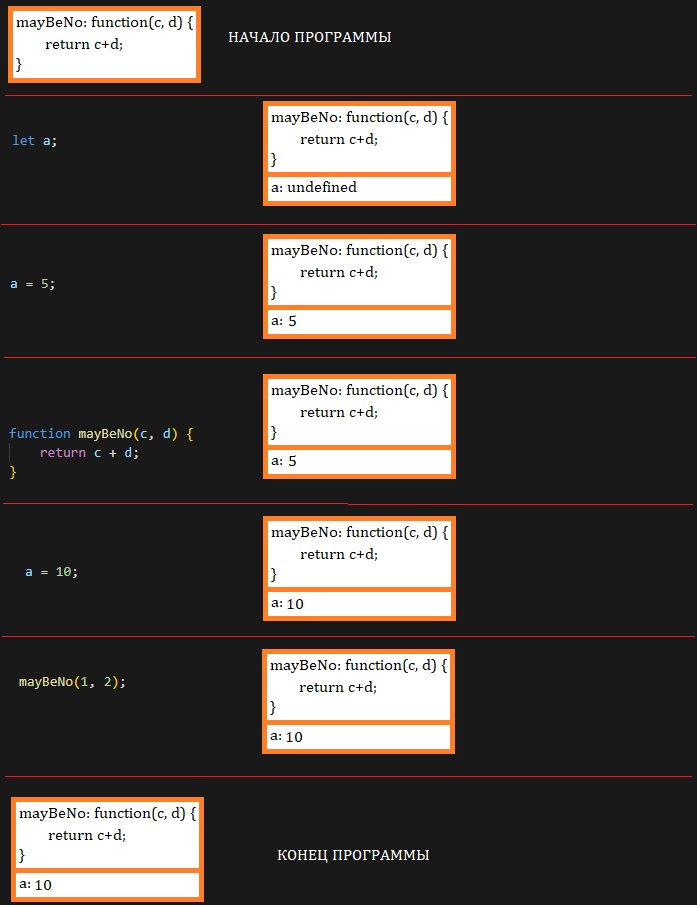 mayBeNo: function(c, d) {
return c+d;
}
НАЧАЛО ПРОГРАММЫ
let a;
mayBeNo: function(c, d) {
return c+d;
}
a: undefined
a = 5;
mayBeNo: function(c, d) {
return c+d;
}
a: 5
function mayBeNo(c, d) {
return c + d;
}
mayBeNo: function(c, d) {
return c+d;
}
a: 5
a = 10;
mayBeNo: function(c, d) {
return c+d;
}
a: 10
mayBeNo(1, 2);
mayBeNo: function(c, d) {
return c+d;
}
a: 10
mayBeNo: function(c, d) {
return c+d;
}
a: 10
КОНЕЦ ПРОГРАММЫ